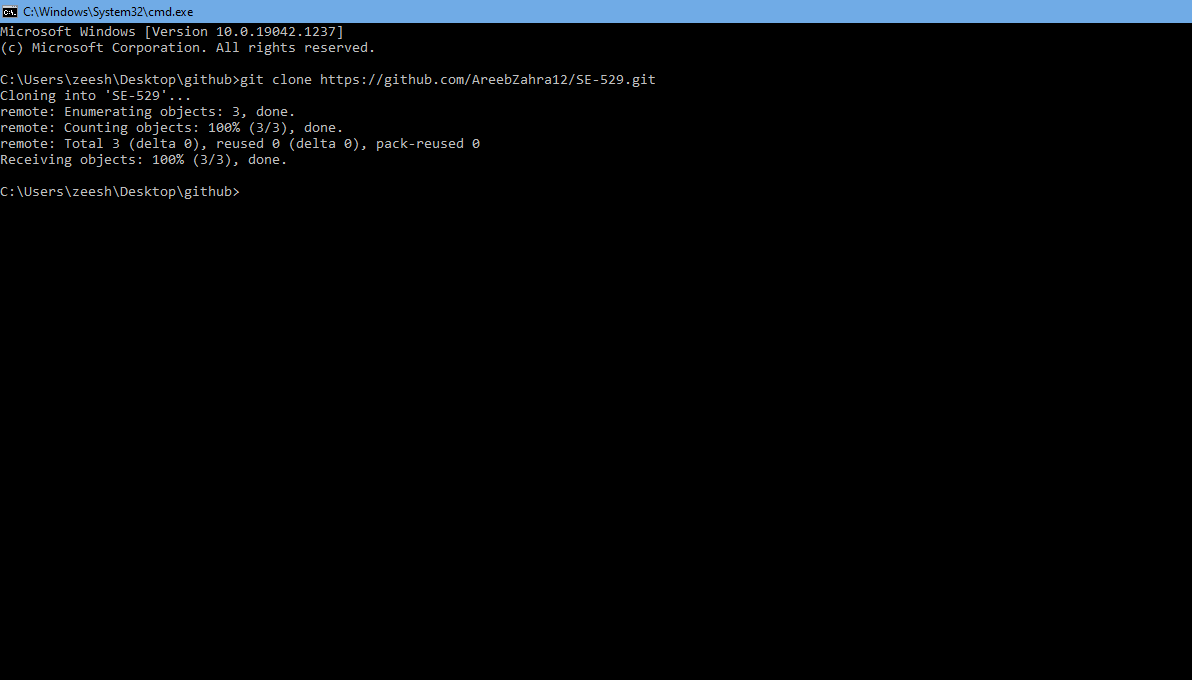 C:\Windows\System32\cmd.exe
Microsoft Windows [Version 10.0.19042.1237]
(c) Microsoft Corporation. All rights reserved.
C:\Users\zeesh\Desktop\github>git clone https://github.com/AreebZahra12/SE-529.git
Cloning into 'SE-529'...
remote: Enumerating objects: 3, done.
remote: Counting objects: 100% (3/3), done.
remote: Total 3 (delta 0), reused 0 (delta 0), pack-reused 0
Receiving objects: 100% (3/3), done.
C:\Users\zeesh\Desktop\github>